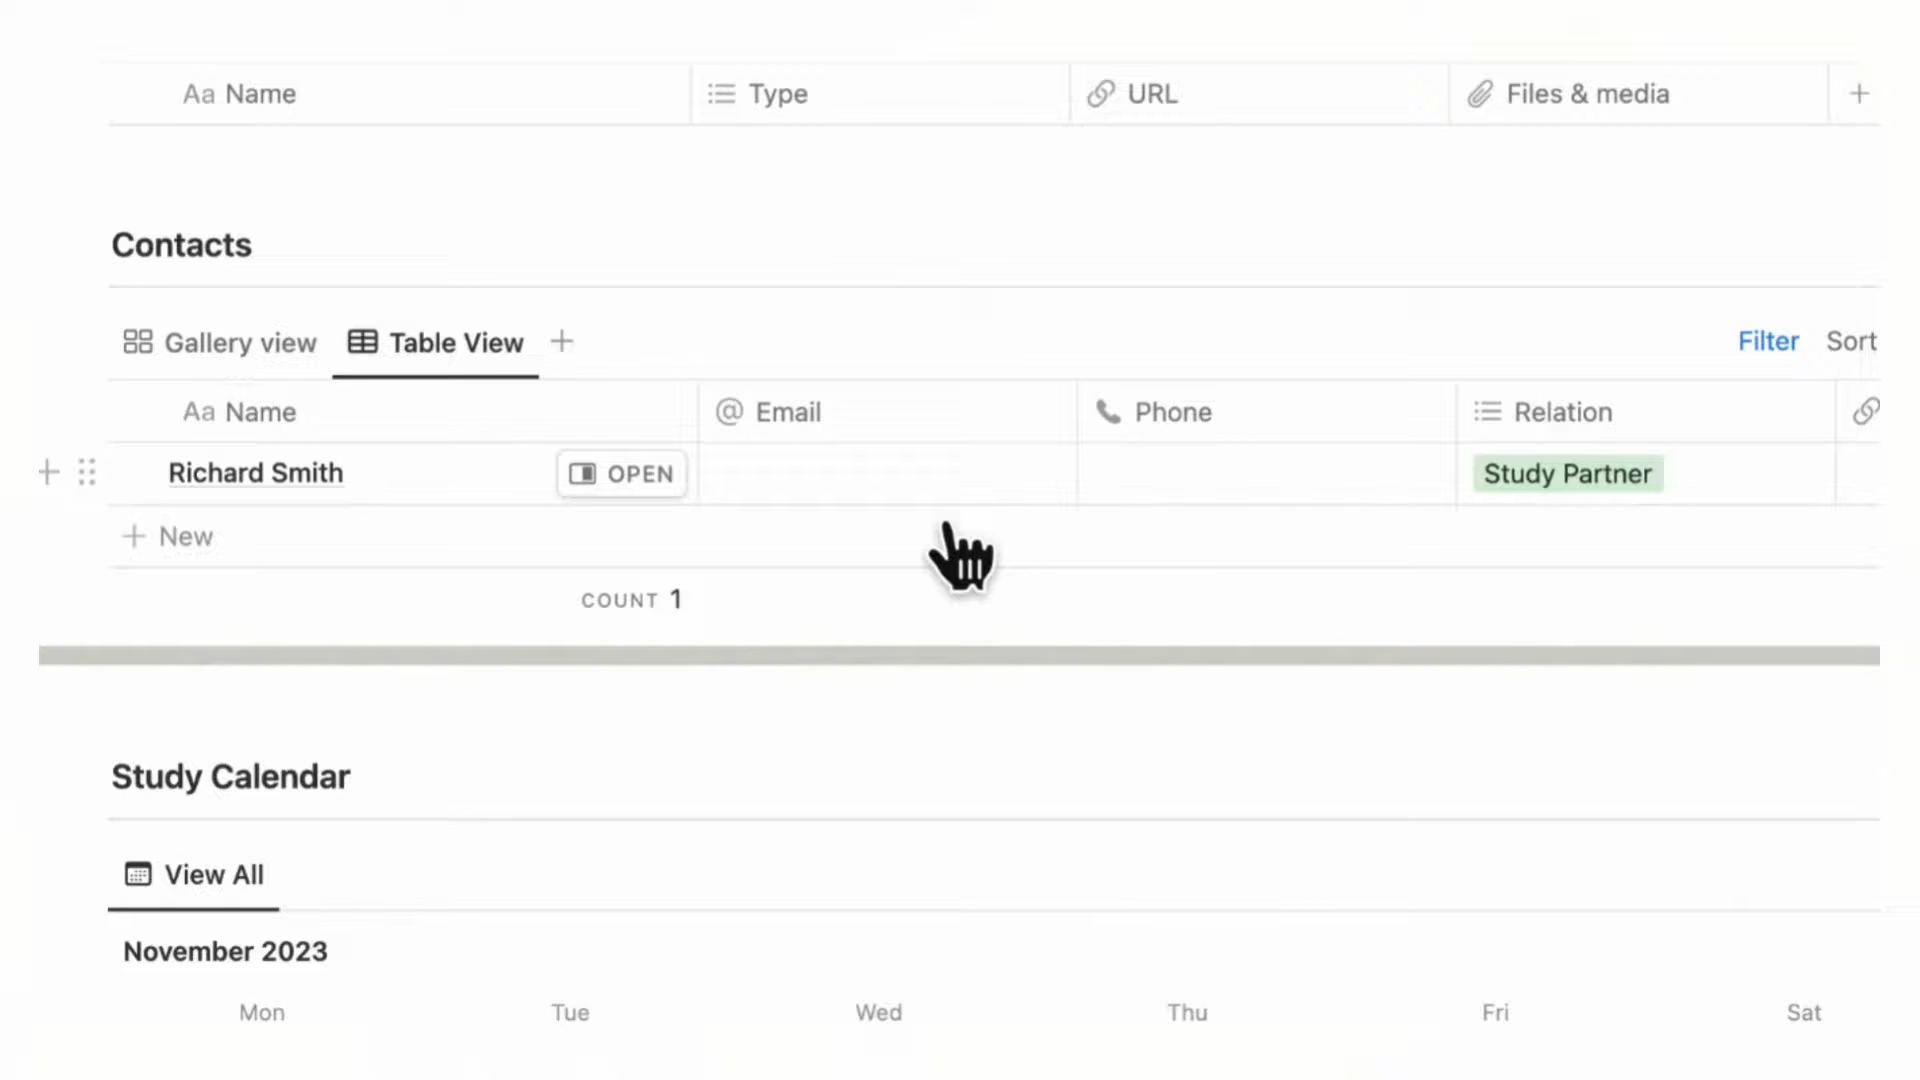 Aa Name Type URL Files & media +
Contacts
Gallery view Table View + Filter Sort
Aa Name @ Email Phone Relation
+ Richard Smith OPEN Study Partner
+ New
COUNT 1
Study Calendar
View All
November 2023
Mon Tue Wed Thu Fri Sat